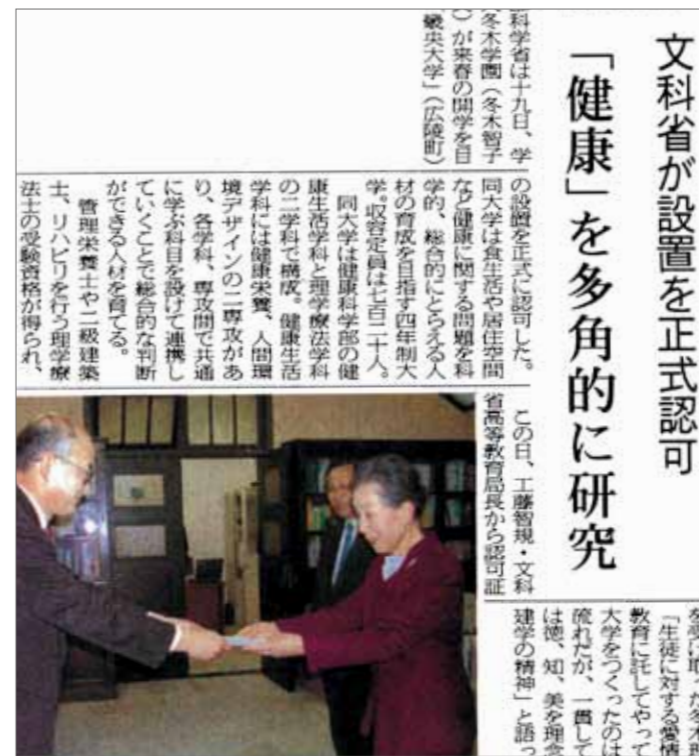 文科省が設置を正式認可
「健康」を多角的に研究
科学省は十九日、学
冬木学園（冬木智子
）が来春の開学を目
畿央大学」（広陵町）
の設置を正式に認可した。
同大学は食生活や居住空間
など健康に関する問題を科
学的、総合的にとらえる人
材の育成を目指す四年制大
学。収容定員は七百二十人。
同大学は健康科学部の健
康生活学科と理学療法学科
の二学科で構成。健康生活
学科には健康栄養、人間環
境デザインの二専攻があ
り、各学科、専攻間で共通
に学ぶ科目を設けて連携し
ていくことで総合的な判断
ができる人材を育てる。
管理栄養士や二級建築
士、リハビリを行う理学療
法士の受験資格が得られ、
この日、工藤智規・文科
省高等教育局長から認可証
を受け取った冬木
「生徒に対する愛情
教育に託してやって
大学をつくったのは
流れだが、一貫して
は徳、知、美を理念
建学の精神」と語っ